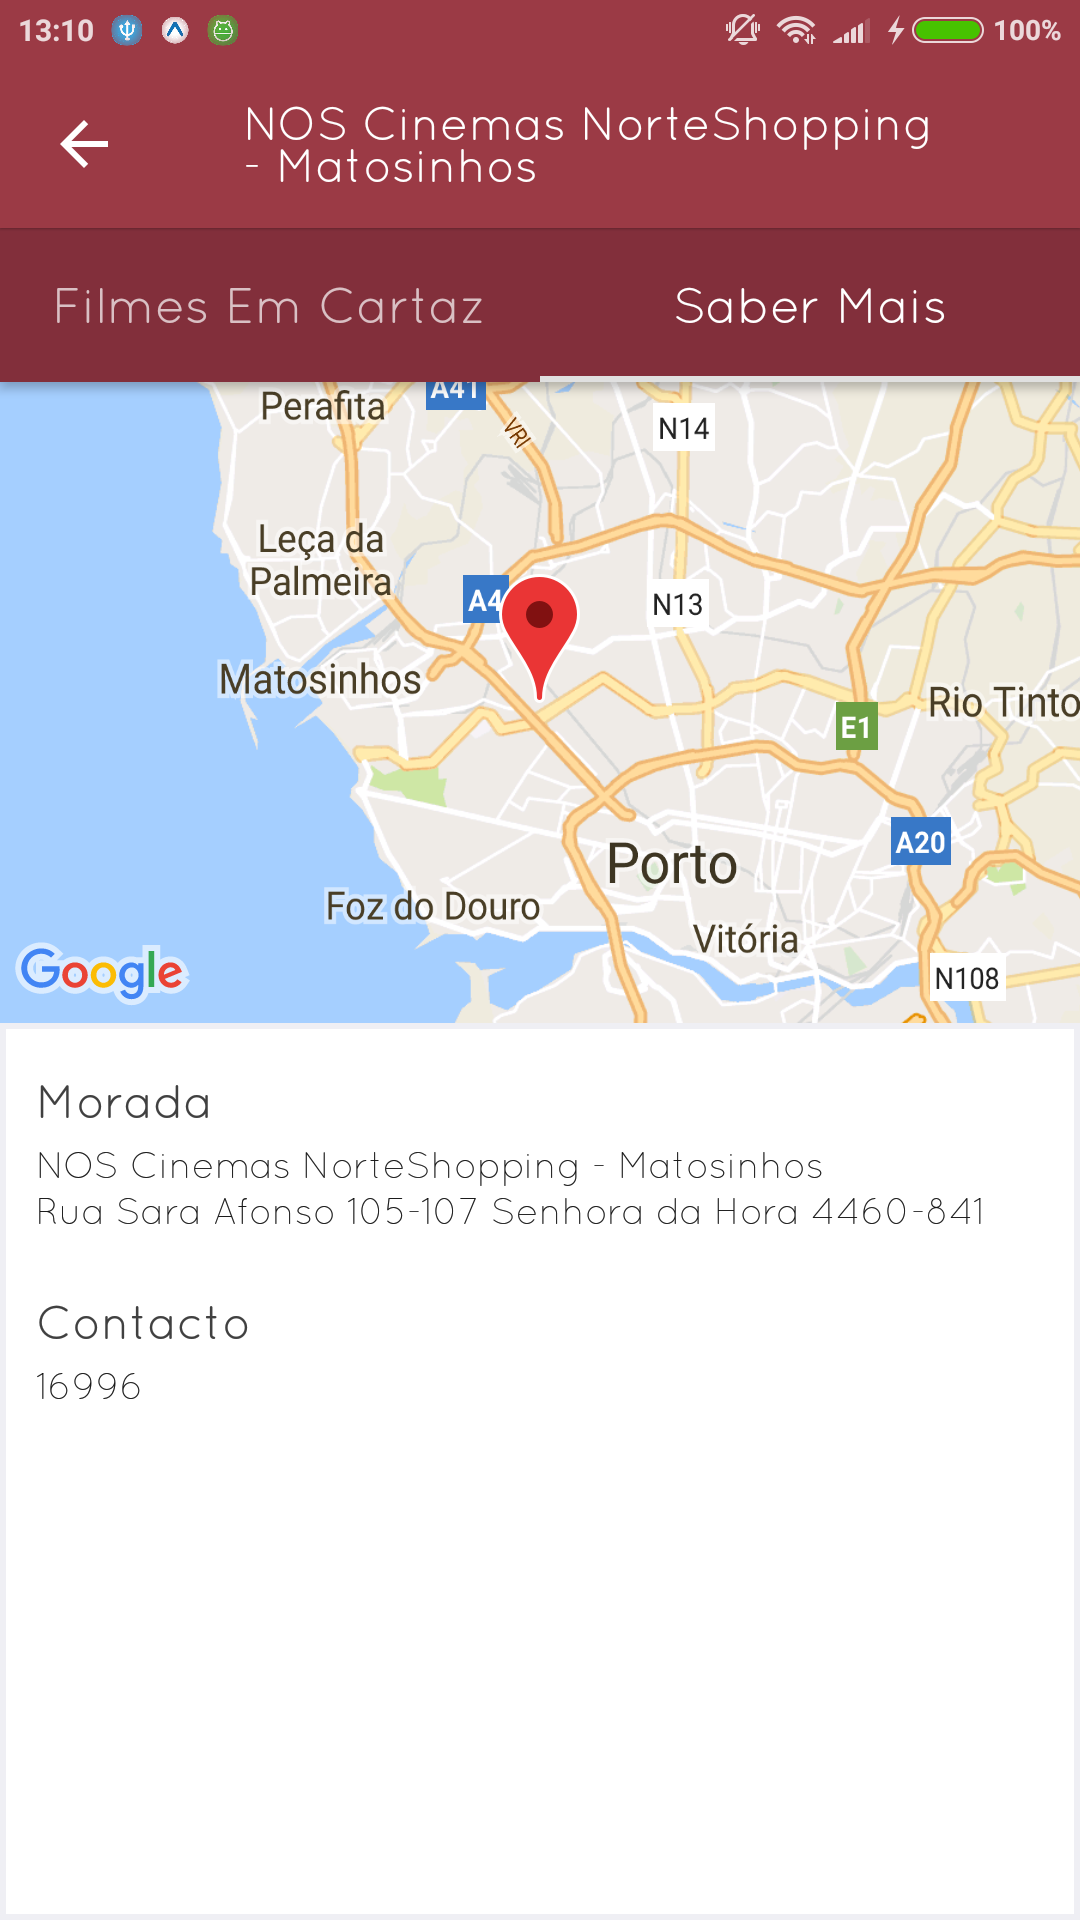 13:10
100%
NOS Cinemas NorteShopping
- Matosinhos
Filmes Em Cartaz
Saber Mais
Perafita
A41
VRI
N14
Leça da
Palmeira
A4
N13
Matosinhos
Rio Tinto
E1
A20
Porto
Foz do Douro
Vitória
Google
N108
Morada
NOS Cinemas NorteShopping - Matosinhos
Rua Sara Afonso 105-107 Senhora da Hora 4460-841
Contacto
16996